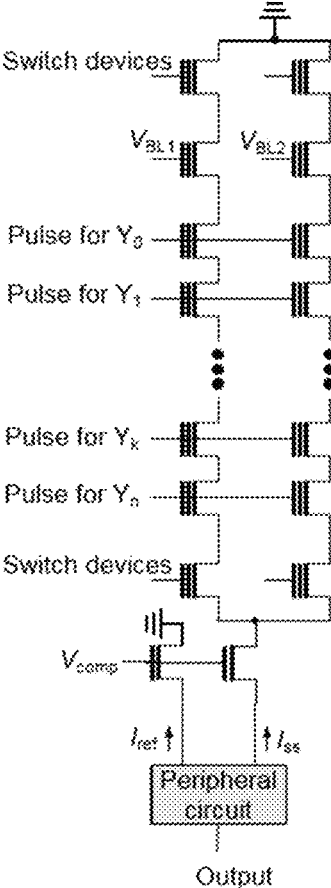 Switch devices
V_BL1 V_BL2
Pulse for Y_0
Pulse for Y_1
Pulse for Y_k
Pulse for Y_n
Switch devices
V_comp
I_ref I_ss
Peripheral
circuit
Output